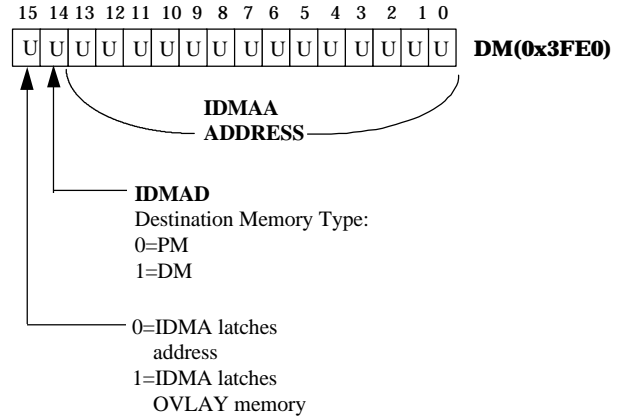 15 14 13 12 11 10 9 8 7 6 5 4 3 2 1 0
U U U U U U U U U U U U U U U U DM(0x3FE0)
IDMAA
ADDRESS
IDMAD
Destination Memory Type:
0=PM
1=DM
0=IDMA latches
address
1=IDMA latches
OVLAY memory